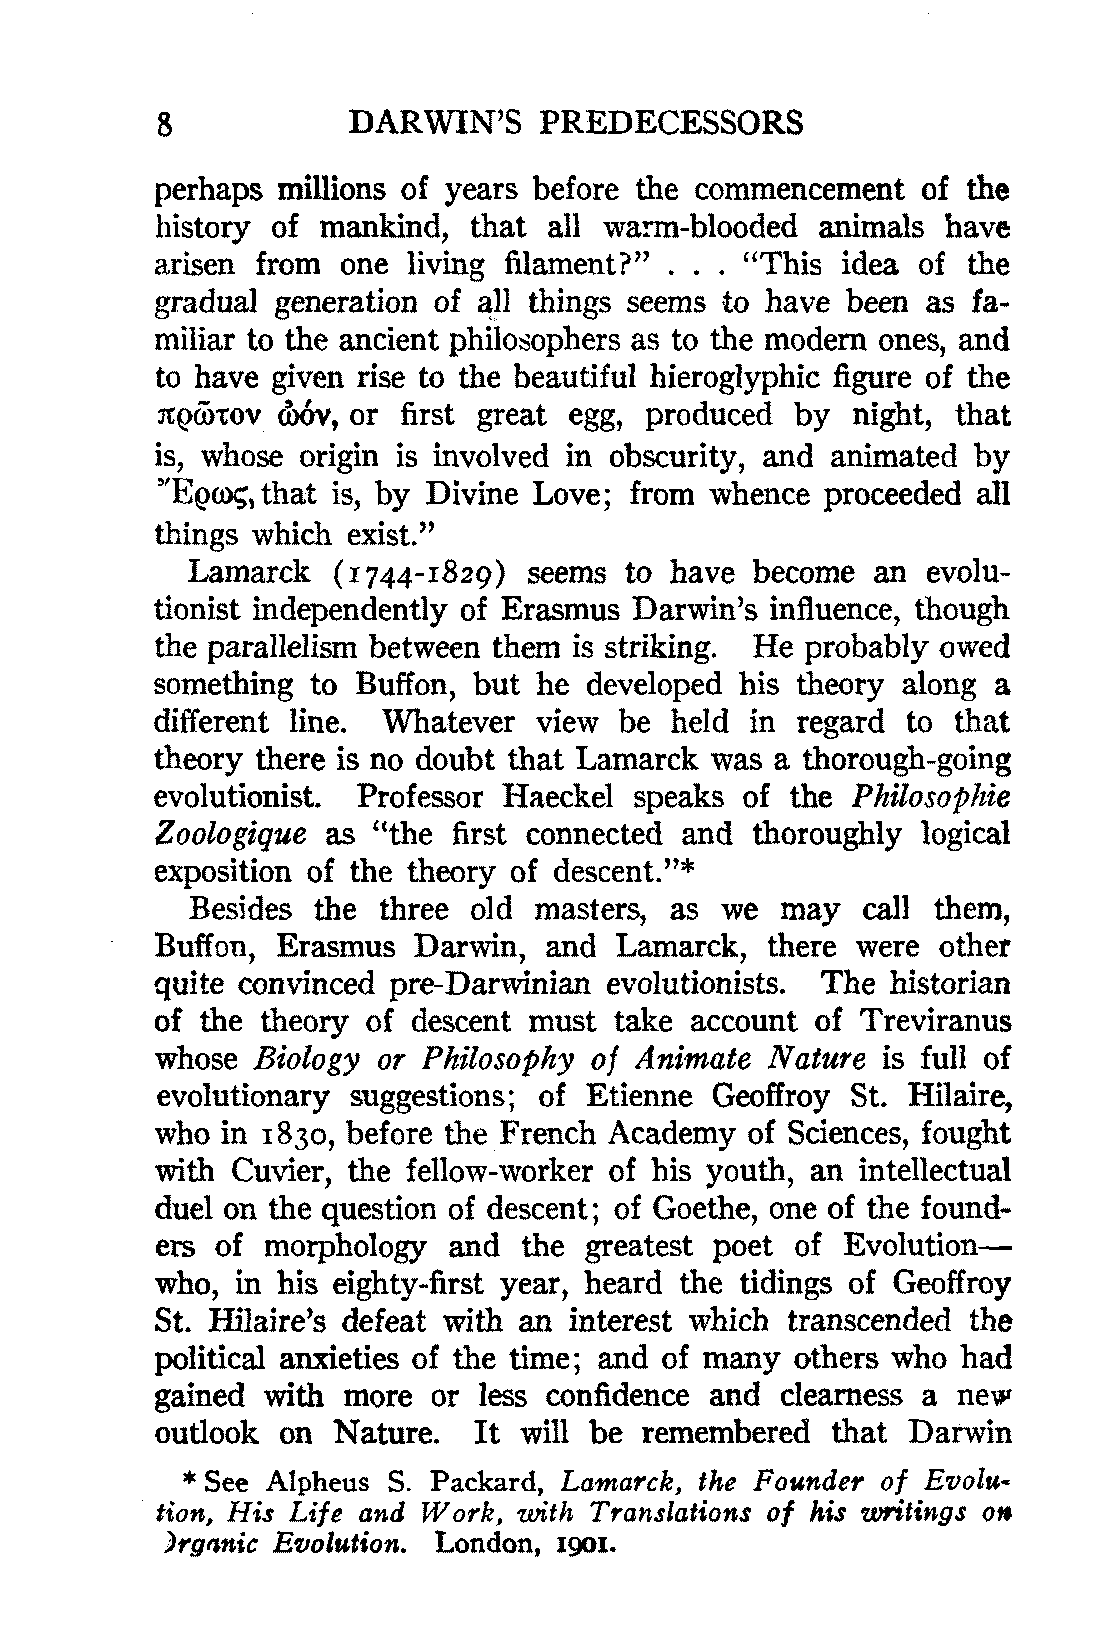 8 DARWIN'S PREDECESSORS
perhaps millions of years before the commencement of the
history of mankind, that all warm-blooded animals have
arisen from one living filament?" . . . "This idea of the
gradual generation of all things seems to have been as fa-
miliar to the ancient philosophers as to the modern ones, and
to have given rise to the beautiful hieroglyphic figure of the
πρῶτον ὠόν, or first great egg, produced by night, that
is, whose origin is involved in obscurity, and animated by
Ἔρως, that is, by Divine Love; from whence proceeded all
things which exist."
Lamarck (1744-1829) seems to have become an evolu-
tionist independently of Erasmus Darwin's influence, though
the parallelism between them is striking. He probably owed
something to Buffon, but he developed his theory along a
different line. Whatever view be held in regard to that
theory there is no doubt that Lamarck was a thorough-going
evolutionist. Professor Haeckel speaks of the Philosophie
Zoologique as "the first connected and thoroughly logical
exposition of the theory of descent."*
Besides the three old masters, as we may call them,
Buffon, Erasmus Darwin, and Lamarck, there were other
quite convinced pre-Darwinian evolutionists. The historian
of the theory of descent must take account of Treviranus
whose Biology or Philosophy of Animate Nature is full of
evolutionary suggestions; of Etienne Geoffroy St. Hilaire,
who in 1830, before the French Academy of Sciences, fought
with Cuvier, the fellow-worker of his youth, an intellectual
duel on the question of descent; of Goethe, one of the found-
ers of morphology and the greatest poet of Evolution—
who, in his eighty-first year, heard the tidings of Geoffroy
St. Hilaire's defeat with an interest which transcended the
political anxieties of the time; and of many others who had
gained with more or less confidence and clearness a new
outlook on Nature. It will be remembered that Darwin
* See Alpheus S. Packard, Lamarck, the Founder of Evolu-
tion, His Life and Work, with Translations of his writings on
Organic Evolution. London, 1901.